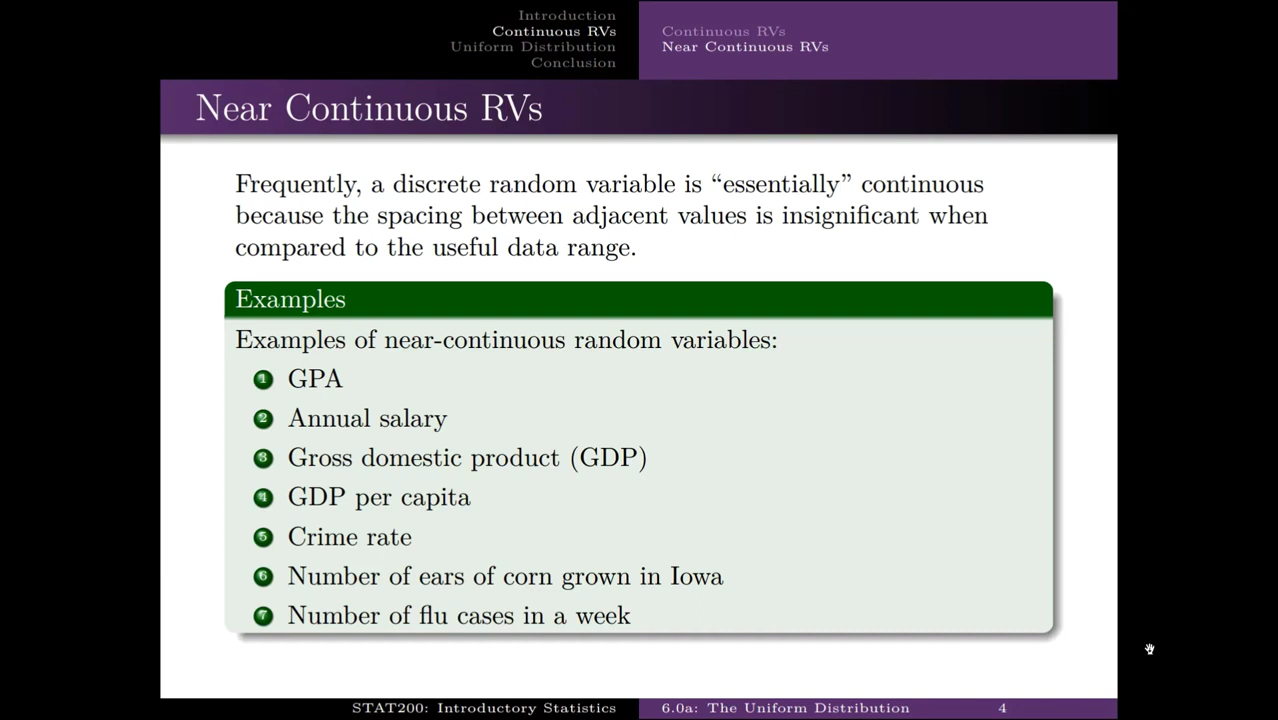 Introduction
Continuous RVs
Uniform Distribution
Conclusion
Continuous RVs
Near Continuous RVs
Near Continuous RVs
Frequently, a discrete random variable is “essentially” continuous
because the spacing between adjacent values is insignificant when
compared to the useful data range.
Examples
Examples of near-continuous random variables:
1 GPA
2 Annual salary
3 Gross domestic product (GDP)
4 GDP per capita
5 Crime rate
6 Number of ears of corn grown in Iowa
7 Number of flu cases in a week
STAT200: Introductory Statistics
6.0a: The Uniform Distribution 4